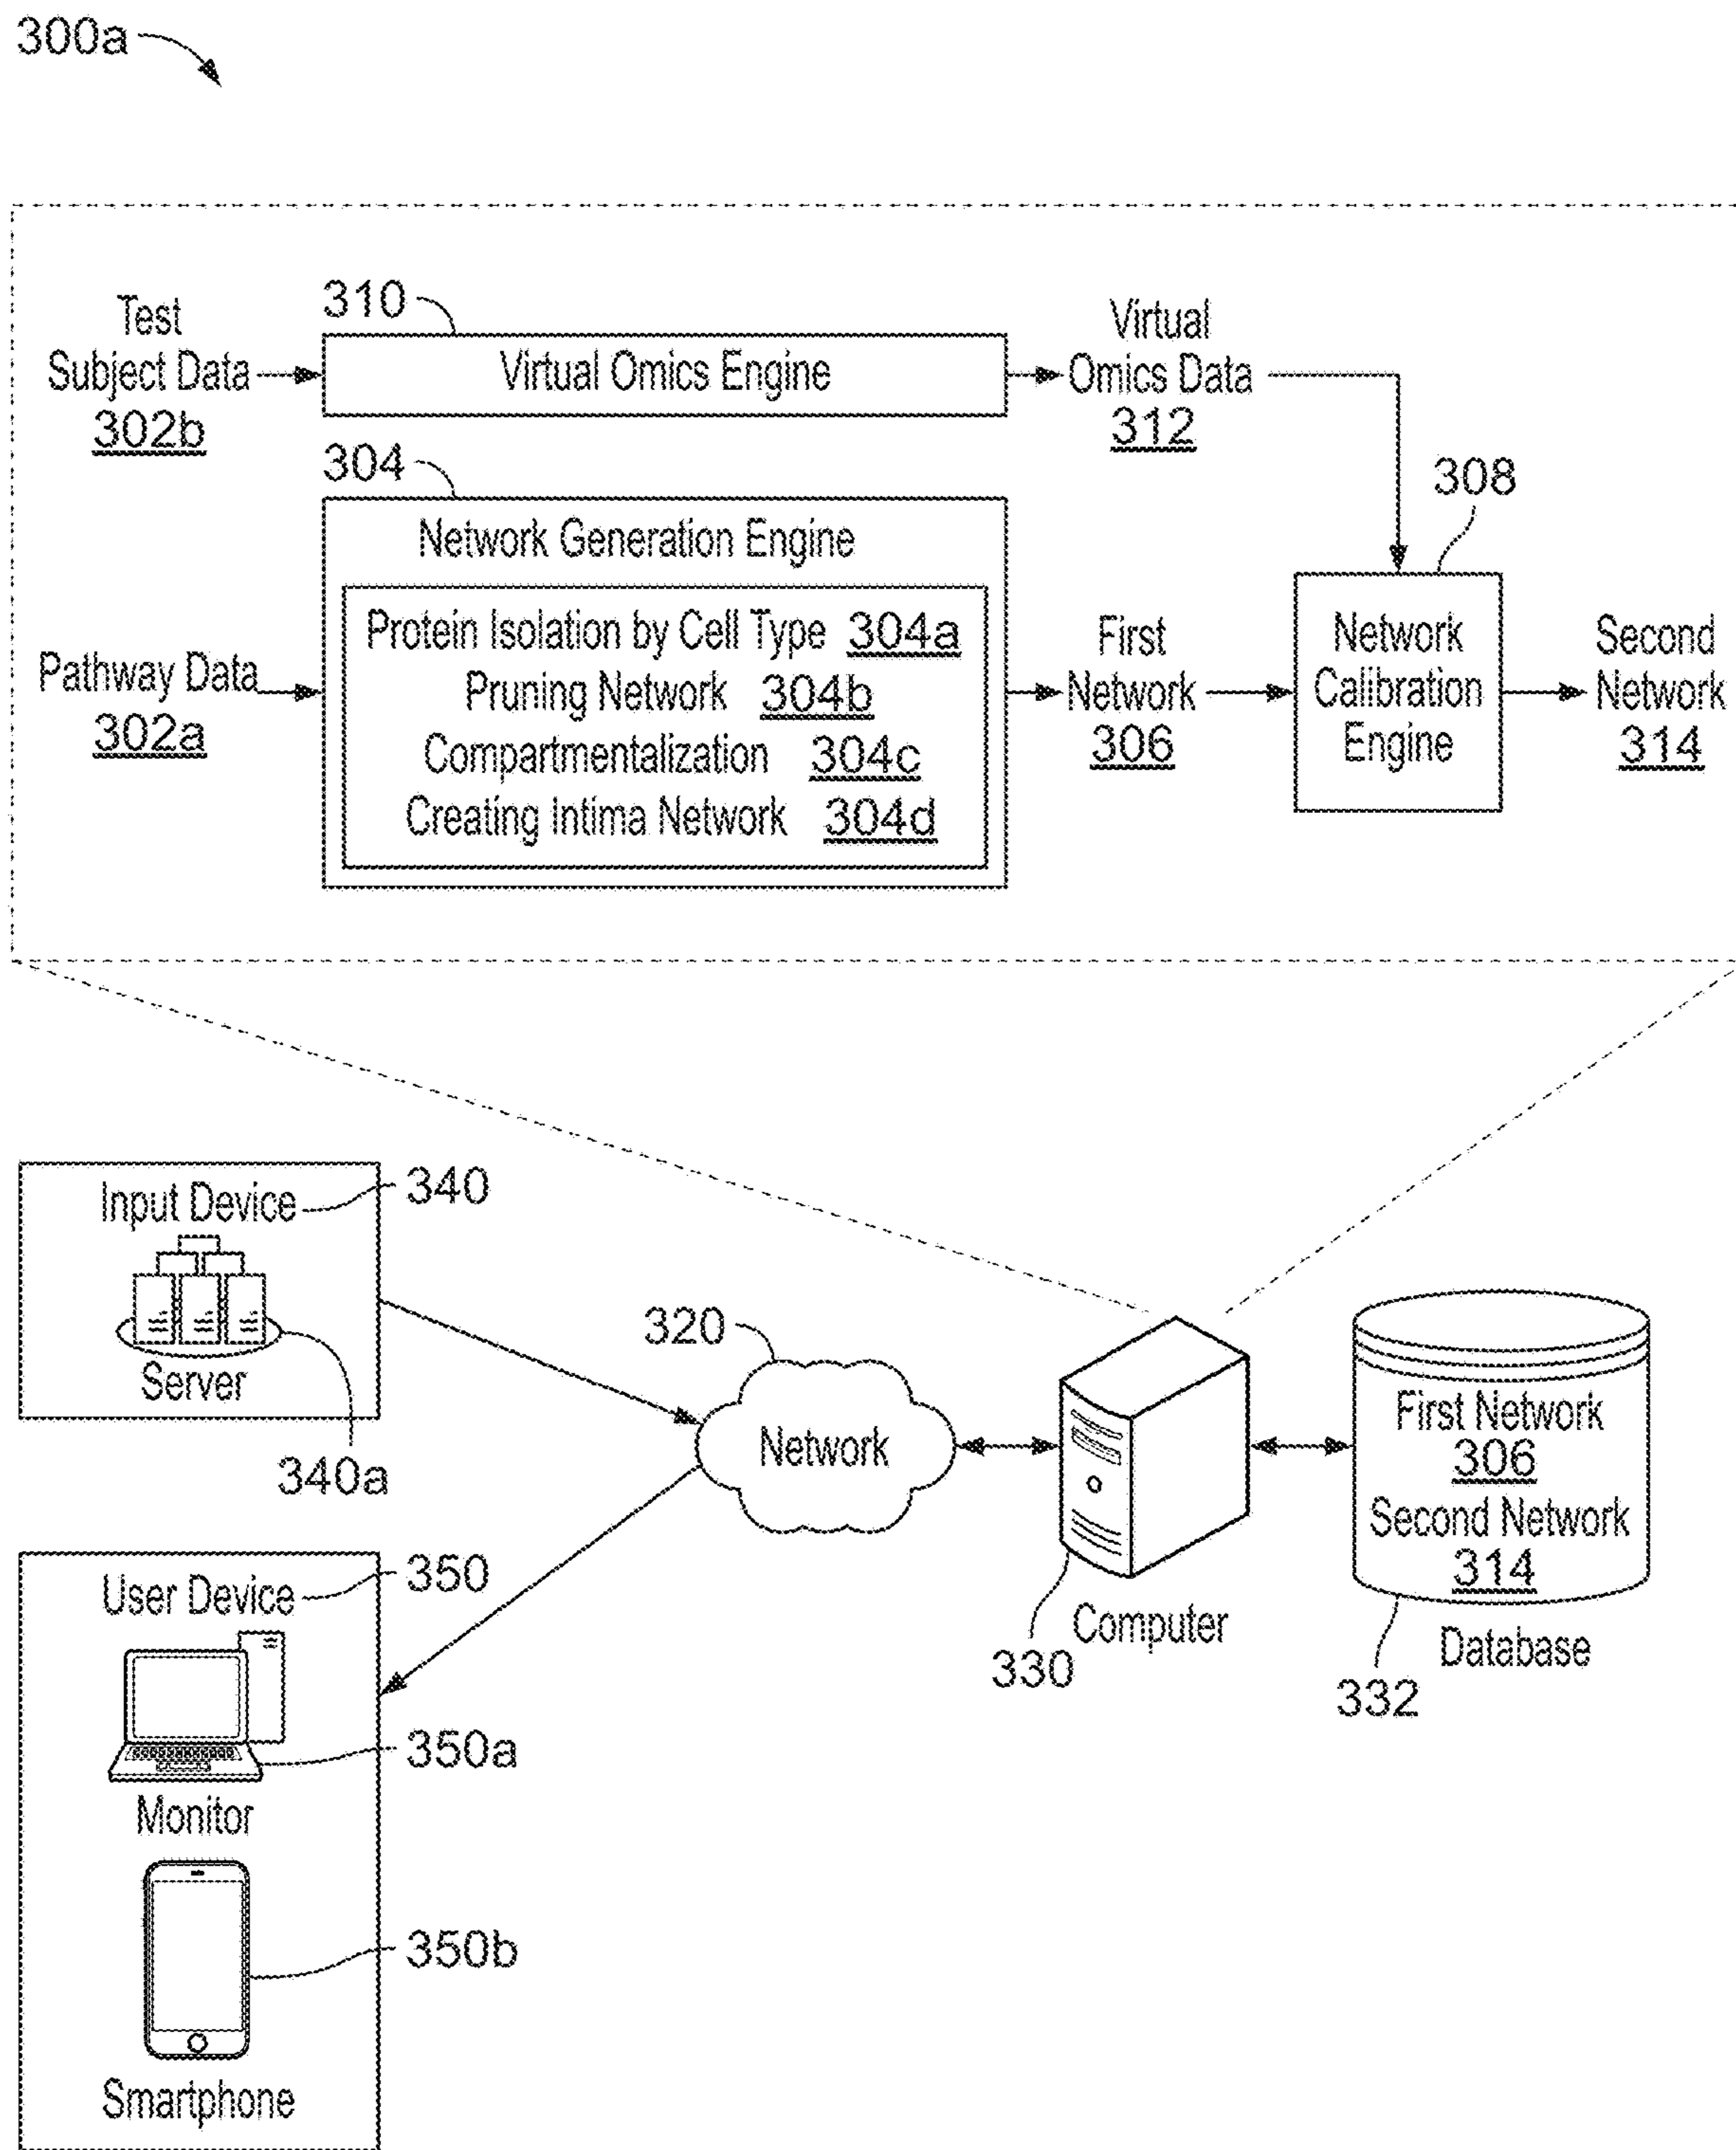 300a
310
Test
Subject Data
302b
Virtual Omics Engine
Virtual
Omics Data
312
304
308
Network Generation Engine
Protein Isolation by Cell Type 304a
Pruning Network 304b
Compartmentalization 304c
Creating Intima Network 304d
Pathway Data
302a
First
Network
306
Network
Calibration
Engine
Second
Network
314
Input Device
340
Server
340a
320
Network
First Network
306
Second Network
314
330
Computer
Database
332
User Device
350
350a
Monitor
350b
Smartphone